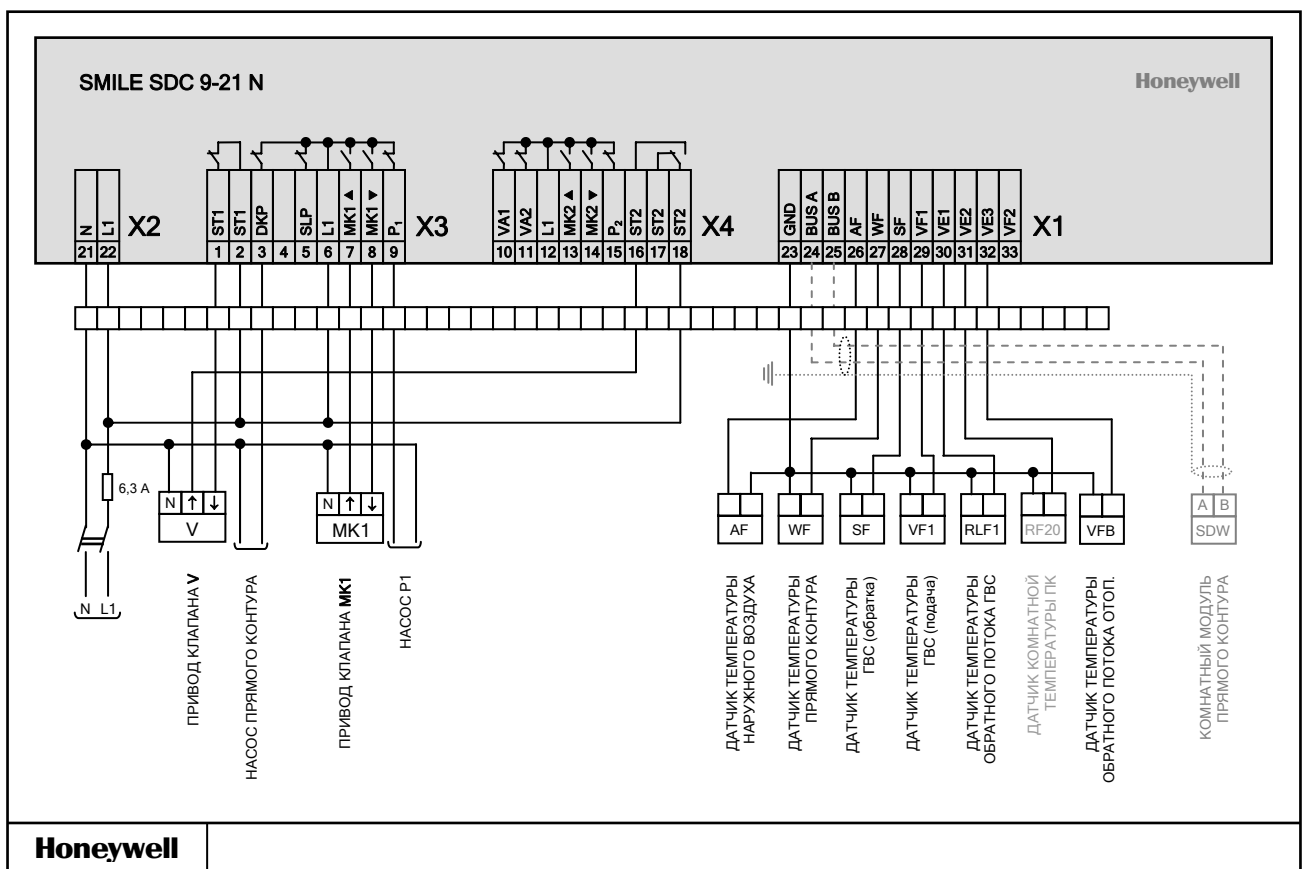 SMILE SDC 9-21 N
Honeywell
N L1 X2
21 22
ST1 ST1 DKP SLP L1 MK1▲ MK1▼ P1 X3
1 2 3 4 5 6 7 8 9
VA1 VA2 L1 MK2▲ MK2▼ P2 ST2 ST2 ST2 X4
10 11 12 13 14 15 16 17 18
GND BUS A BUS B AF WF SF VF1 VE1 VE2 VE3 VF2 X1
23 24 25 26 27 28 29 30 31 32 33
6,3 A
N ↑ ↓
V
N ↑ ↓
MK1
AF
WF
SF
VF1
RLF1
RF20
VFB
A B
SDW
N L1
ПРИВОД КЛАПАНА V
НАСОС ПРЯМОГО КОНТУРА
ПРИВОД КЛАПАНА MK1
НАСОС P1
ДАТЧИК ТЕМПЕРАТУРЫ
НАРУЖНОГО ВОЗДУХА
ДАТЧИК ТЕМПЕРАТУРЫ
ПРЯМОГО КОНТУРА
ДАТЧИК ТЕМПЕРАТУРЫ
ГВС (обратка)
ДАТЧИК ТЕМПЕРАТУРЫ
ГВС (подача)
ДАТЧИК ТЕМПЕРАТУРЫ
ОБРАТНОГО ПОТОКА ГВС
ДАТЧИК КОМНАТНОЙ
ТЕМПЕРАТУРЫ ПК
ДАТЧИК ТЕМПЕРАТУРЫ
ОБРАТНОГО ПОТОКА ОТОП.
КОМНАТНЫЙ МОДУЛЬ
ПРЯМОГО КОНТУРА
Honeywell